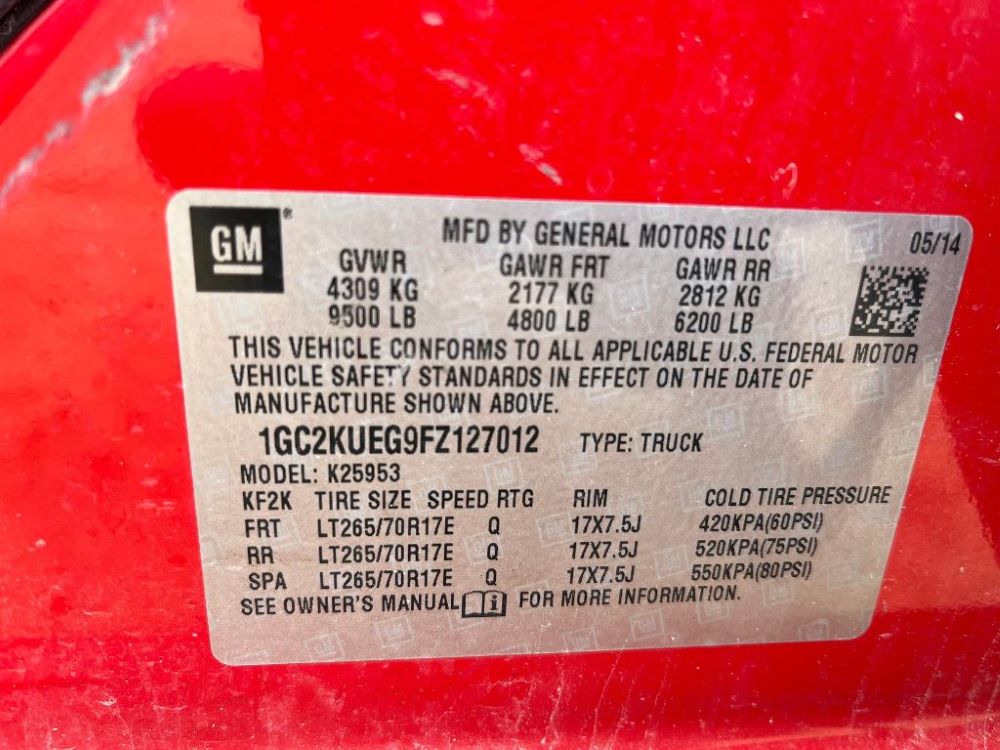 GM ®
MFD BY GENERAL MOTORS LLC 05/14
GVWR GAWR FRT GAWR RR
4309 KG 2177 KG 2812 KG
9500 LB 4800 LB 6200 LB
THIS VEHICLE CONFORMS TO ALL APPLICABLE U.S. FEDERAL MOTOR
VEHICLE SAFETY STANDARDS IN EFFECT ON THE DATE OF
MANUFACTURE SHOWN ABOVE.
1GC2KUEG9FZ127012 TYPE: TRUCK
MODEL: K25953
KF2K TIRE SIZE SPEED RTG RIM COLD TIRE PRESSURE
FRT LT265/70R17E Q 17X7.5J 420KPA(60PSI)
RR LT265/70R17E Q 17X7.5J 520KPA(75PSI)
SPA LT265/70R17E Q 17X7.5J 550KPA(80PSI)
SEE OWNER'S MANUAL i FOR MORE INFORMATION.